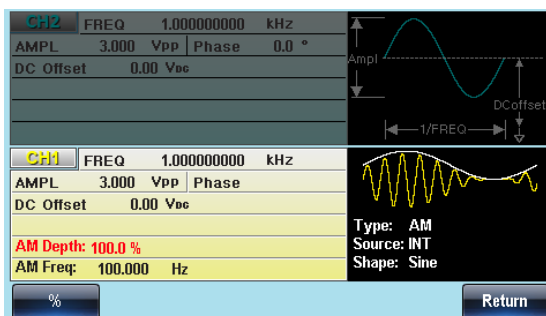 CH2 FREQ 1.000000000 kHz
AMPL 3.000 Vpp Phase 0.0 °
DC Offset 0.00 VDC
Ampl
DCoffset
1/FREQ
CH1 FREQ 1.000000000 kHz
AMPL 3.000 Vpp Phase
DC Offset 0.00 VDC
AM Depth: 100.0 %
AM Freq: 100.000 Hz
Type: AM
Source: INT
Shape: Sine
% Return